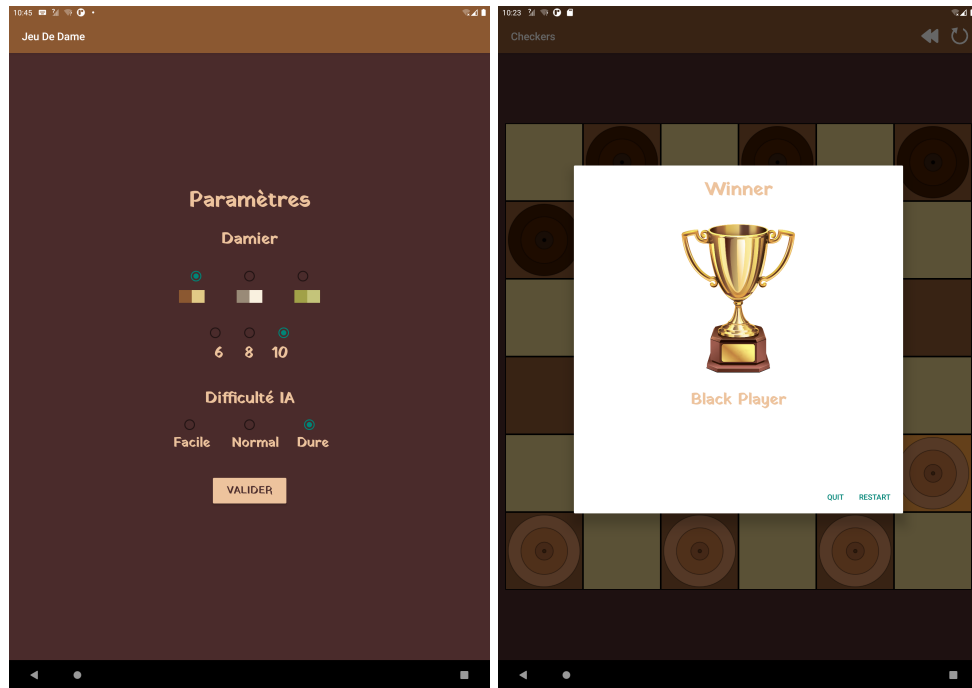 10:45
Jeu De Dame
Paramètres
Damier
6 8 10
Difficulté IA
Facile Normal Dure
VALIDER
10:23
Checkers
Winner
Black Player
QUIT RESTART